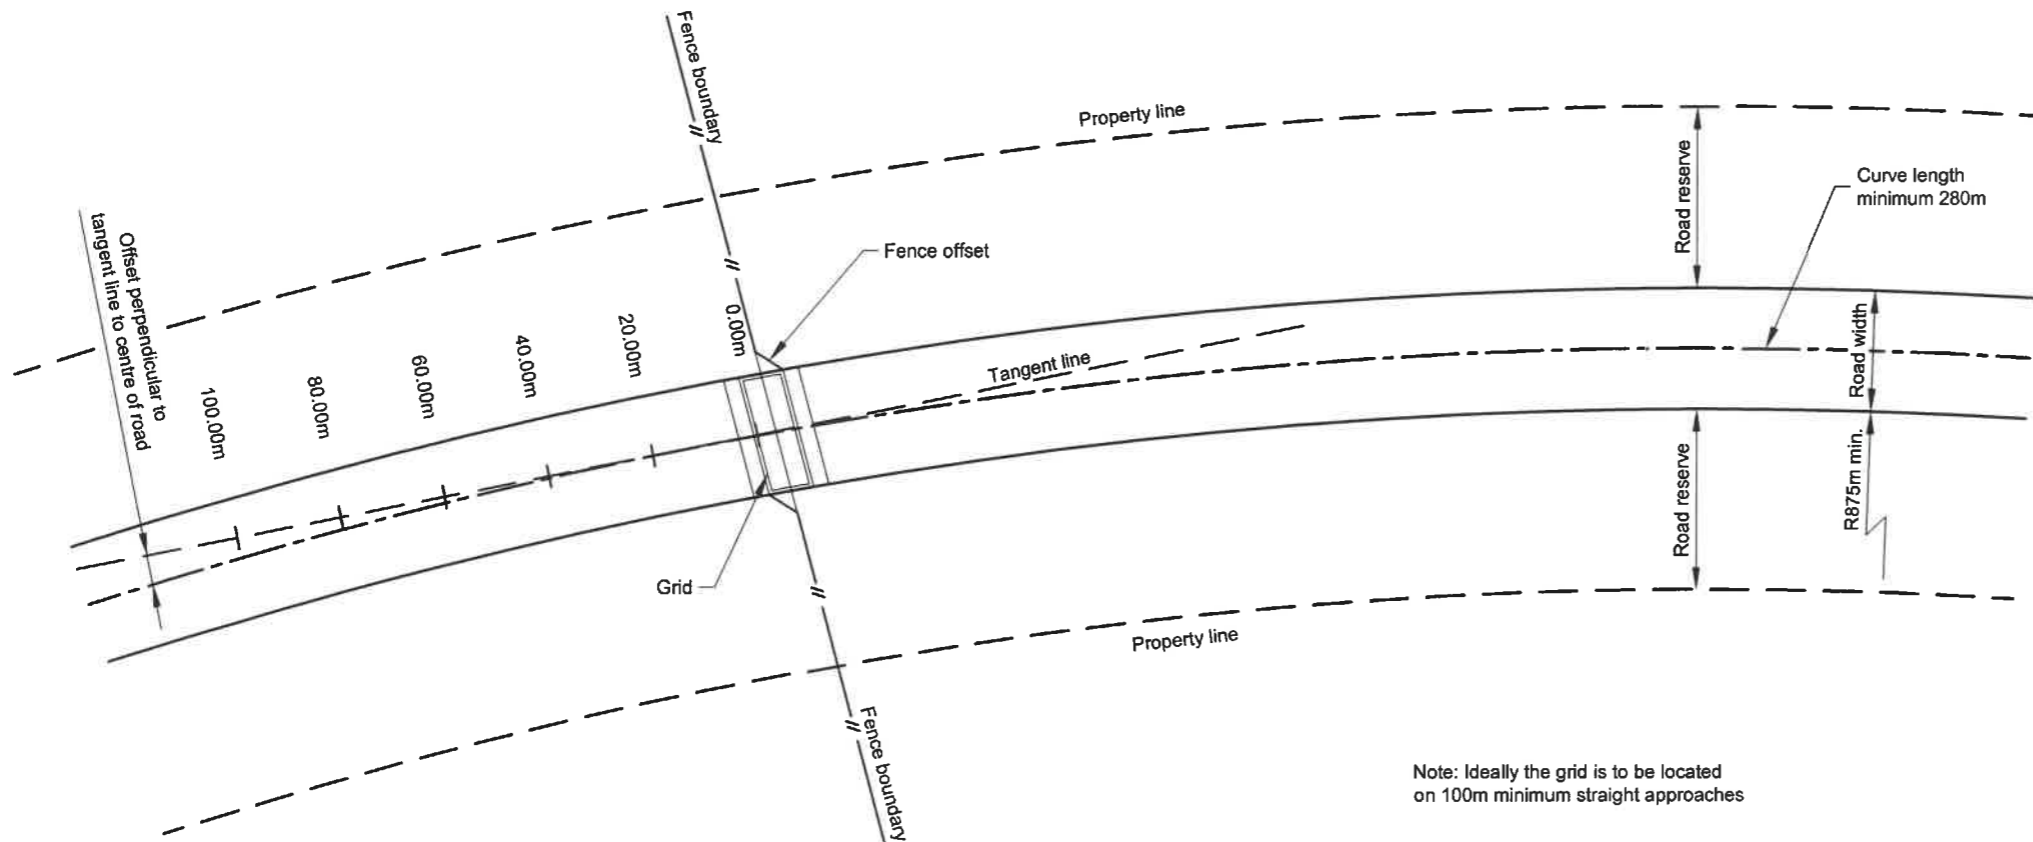 Fence boundary
Property line
Road reserve
Curve length
minimum 280m
Fence offset
Offset perpendicular to
tangent line to centre of road
100.00m
80.00m
60.00m
40.00m
20.00m
0.00m
Tangent line
Road width
R875m min.
Road reserve
Grid
Property line
Fence boundary
Note: Ideally the grid is to be located
on 100m minimum straight approaches